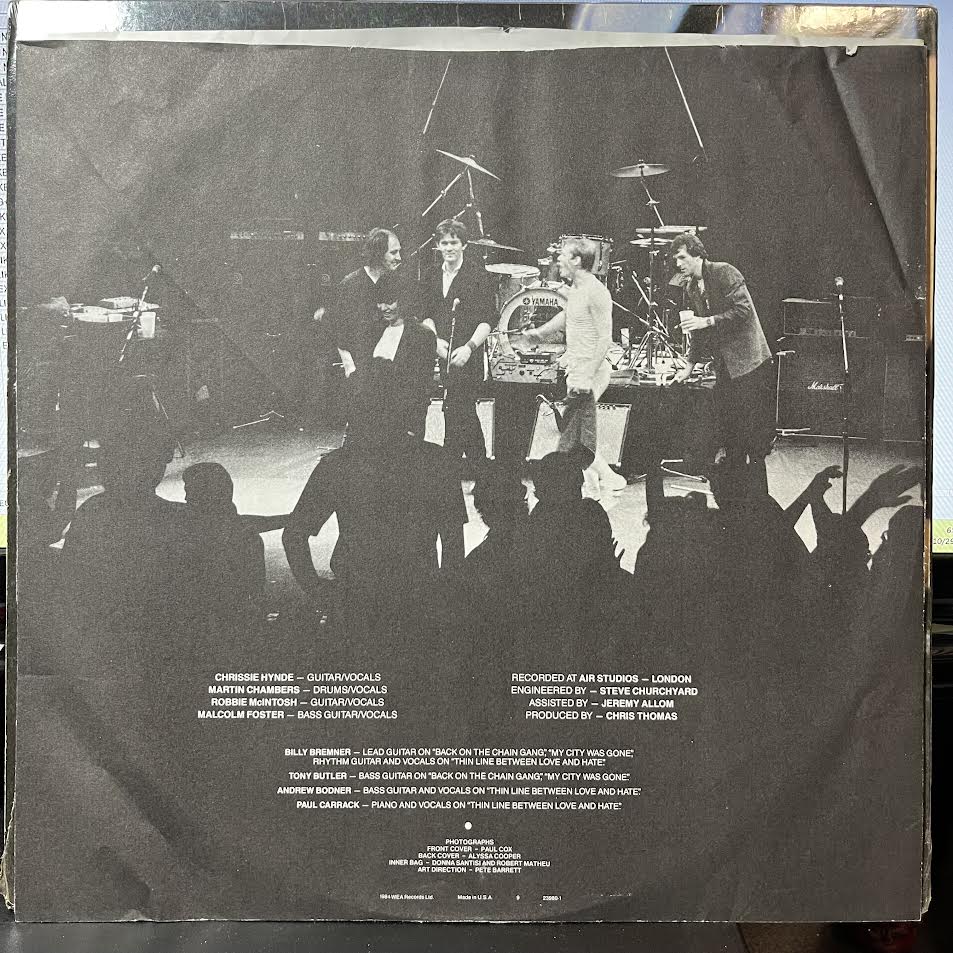 YAMAHA
Marshall
CHRISSIE HYNDE – GUITAR/VOCALS
MARTIN CHAMBERS – DRUMS/VOCALS
ROBBIE McINTOSH – GUITAR/VOCALS
MALCOLM FOSTER – BASS GUITAR/VOCALS
RECORDED AT AIR STUDIOS – LONDON
ENGINEERED BY – STEVE CHURCHYARD
ASSISTED BY – JEREMY ALLOM
PRODUCED BY – CHRIS THOMAS
BILLY BREMNER – LEAD GUITAR ON "BACK ON THE CHAIN GANG", "MY CITY WAS GONE",
RHYTHM GUITAR AND VOCALS ON "THIN LINE BETWEEN LOVE AND HATE".
TONY BUTLER – BASS GUITAR ON "BACK ON THE CHAIN GANG", "MY CITY WAS GONE".
ANDREW BODNER – BASS GUITAR AND VOCALS ON "THIN LINE BETWEEN LOVE AND HATE".
PAUL CARRACK – PIANO AND VOCALS ON "THIN LINE BETWEEN LOVE AND HATE".
PHOTOGRAPHS
FRONT COVER – PAUL COX
BACK COVER – ALYSSA COOPER
INNER BAG – DONNA SANTISI AND ROBERT MATHEU
ART DIRECTION – PETE BARRETT
1984 WEA Records Ltd. Made in U.S.A. 9 23980-1